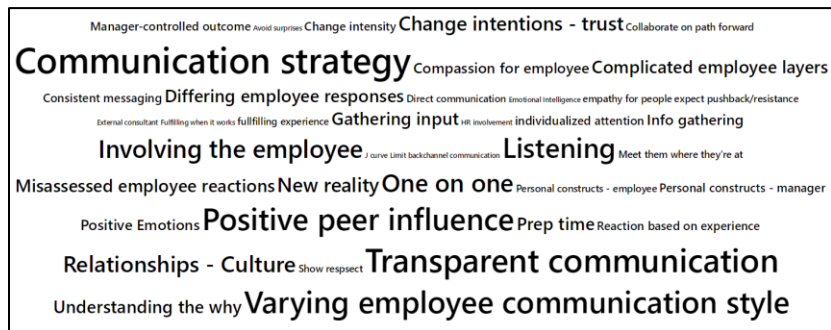 Manager-controlled outcome Avoid surprises Change intensity Change intentions - trust Collaborate on path forward
Communication strategy Compassion for employee Complicated employee layers
Consistent messaging Differing employee responses Direct communication Emotional Intelligence empathy for people expect pushback/resistance
External consultant Fulfilling when it works fullfilling experience Gathering input HR involvement individualized attention Info gathering
Involving the employee J curve Limit backchannel communication Listening Meet them where they're at
Misassessed employee reactions New reality One on one Personal constructs - employee Personal constructs - manager
Positive Emotions Positive peer influence Prep time Reaction based on experience
Relationships - Culture Show respsect Transparent communication
Understanding the why Varying employee communication style